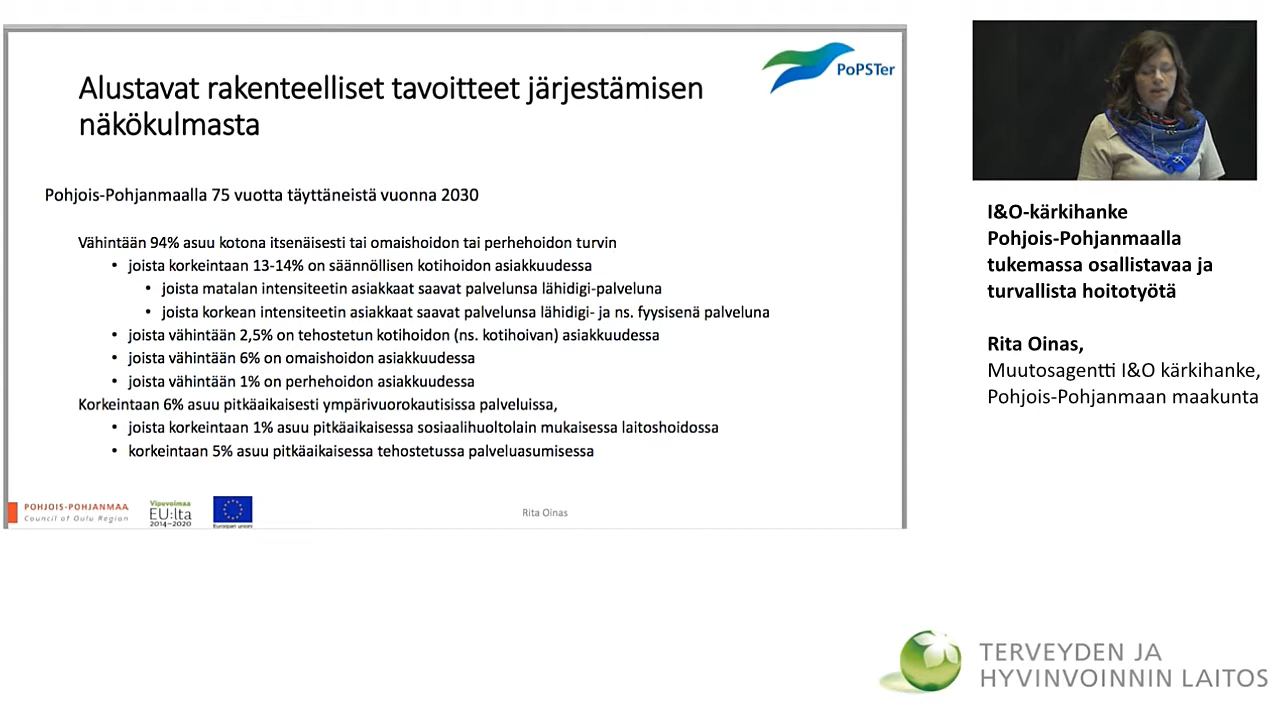 Alustavat rakenteelliset tavoitteet järjestämisen
näkökulmasta
PoPSTer
Pohjois-Pohjanmaalla 75 vuotta täyttäneistä vuonna 2030
Vähintään 94% asuu kotona itsenäisesti tai omaishoidon tai perhehoidon turvin
• joista korkeintaan 13-14% on säännöllisen kotihoidon asiakkuudessa
• joista matalan intensiteetin asiakkaat saavat palvelunsa lähidigi-palveluna
• joista korkean intensiteetin asiakkaat saavat palvelunsa lähidigi- ja ns. fyysisenä palveluna
• joista vähintään 2,5% on tehostetun kotihoidon (ns. kotihoivan) asiakkuudessa
• joista vähintään 6% on omaishoidon asiakkuudessa
• joista vähintään 1% on perhehoidon asiakkuudessa
Korkeintaan 6% asuu pitkäaikaisesti ympärivuorokautisissa palveluissa,
• joista korkeintaan 1% asuu pitkäaikaisessa sosiaalihuoltolain mukaisessa laitoshoidossa
• korkeintaan 5% asuu pitkäaikaisessa tehostetussa palveluasumisessa
POHJOIS-POHJANMAA
Council of Oulu Region
Vipuvoimaa
EU:lta
2014–2020
Euroopan unioni
Rita Oinas
I&O-kärkihanke
Pohjois-Pohjanmaalla
tukemassa osallistavaa ja
turvallista hoitotyötä
Rita Oinas,
Muutosagentti I&O kärkihanke,
Pohjois-Pohjanmaan maakunta
TERVEYDEN JA
HYVINVOINNIN LAITOS